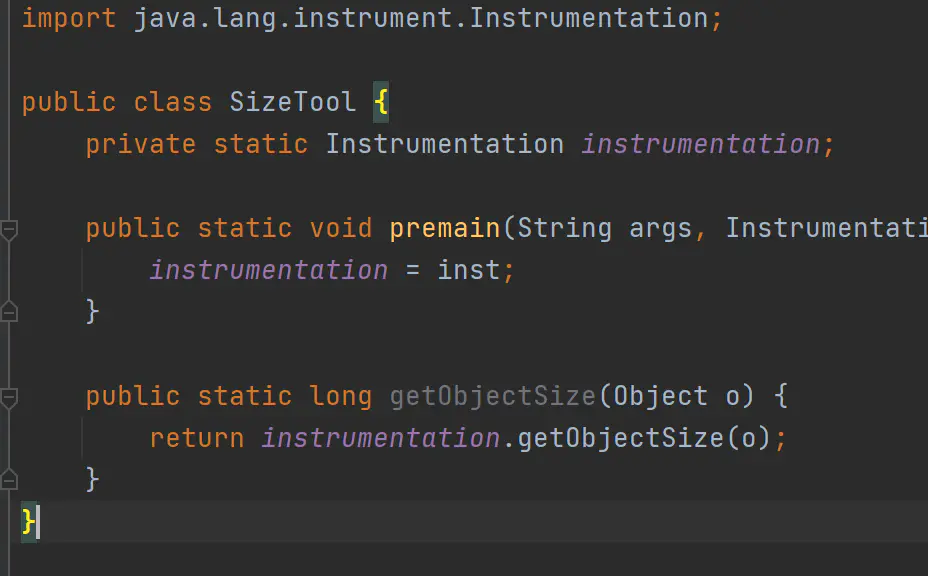 import java.lang.instrument.Instrumentation;
public class SizeTool {
private static Instrumentation instrumentation;
public static void premain(String args, Instrumentati
instrumentation = inst;
}
public static long getObjectSize(Object o) {
return instrumentation.getObjectSize(o);
}
}